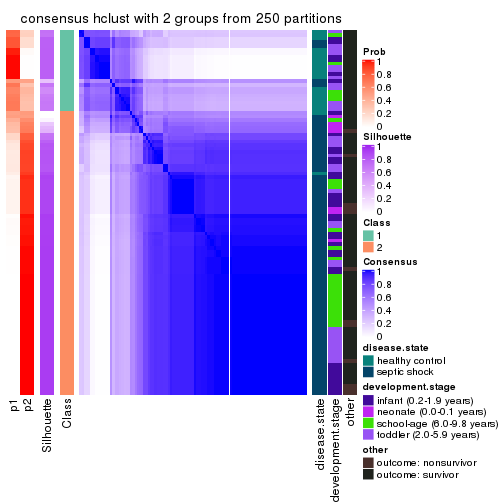 consensus hclust with 2 groups from 250 partitions
Prob
1
0.8
0.6
0.4
0.2
0
Silhouette
1
0.8
0.6
0.4
0.2
0
Class
1
2
Consensus
1
0.8
0.6
0.4
0.2
0
disease.state
healthy control
septic shock
development.stage
infant (0.2-1.9 years)
neonate (0.0-0.1 years)
school-age (6.0-9.8 years)
toddler (2.0-5.9 years)
other
outcome: nonsurvivor
outcome: survivor
p1
p2
Silhouette
Class
disease.state
development.stage
other